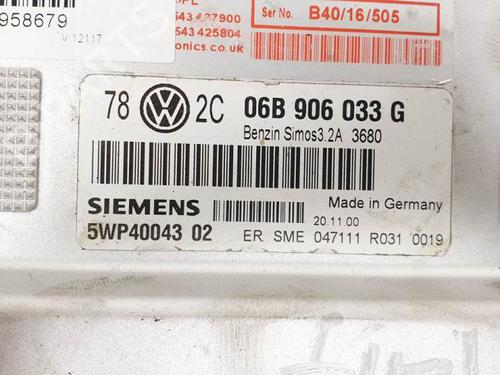 958679
V 12117
543 427900
543 425804
onics.co.uk
Ser No. B40/16/505
78 2C 06B 906 033 G
Benzin Simos3.2A 3680
SIEMENS
Made in Germany
20.11.00
5WP40043 02
ER SME 047111 R031 0019